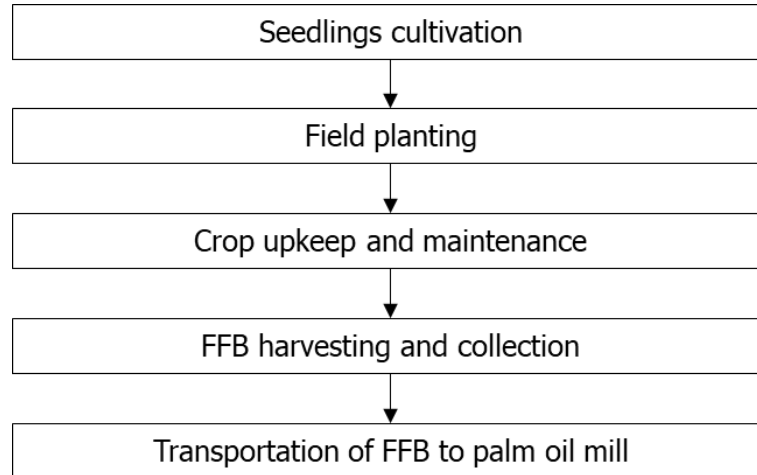 Seedlings cultivation
Field planting
Crop upkeep and maintenance
FFB harvesting and collection
Transportation of FFB to palm oil mill